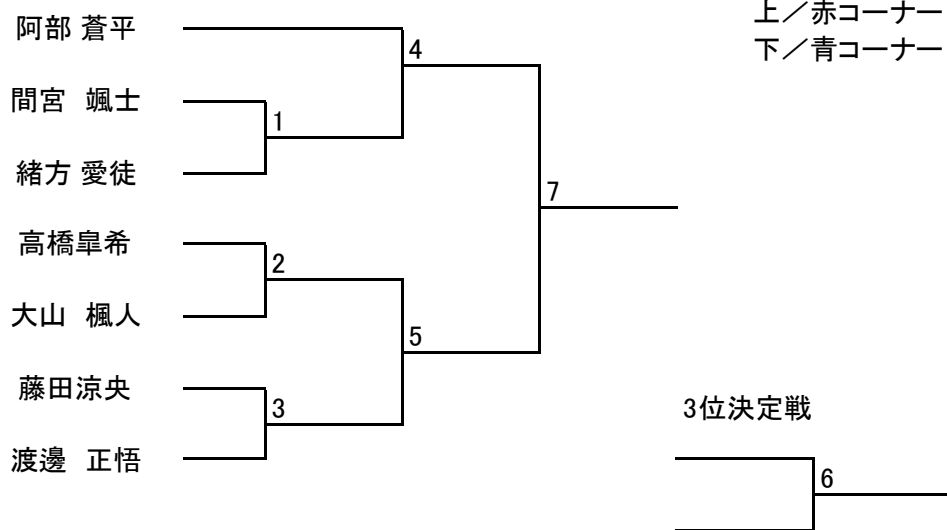 上／赤コーナー
下／青コーナー
阿部 蒼平
4
間宮　颯士
1
緒方 愛徒
7
高橋皐希
2
大山　楓人
5
藤田涼央
3
3位決定戦
渡邊　正悟
6